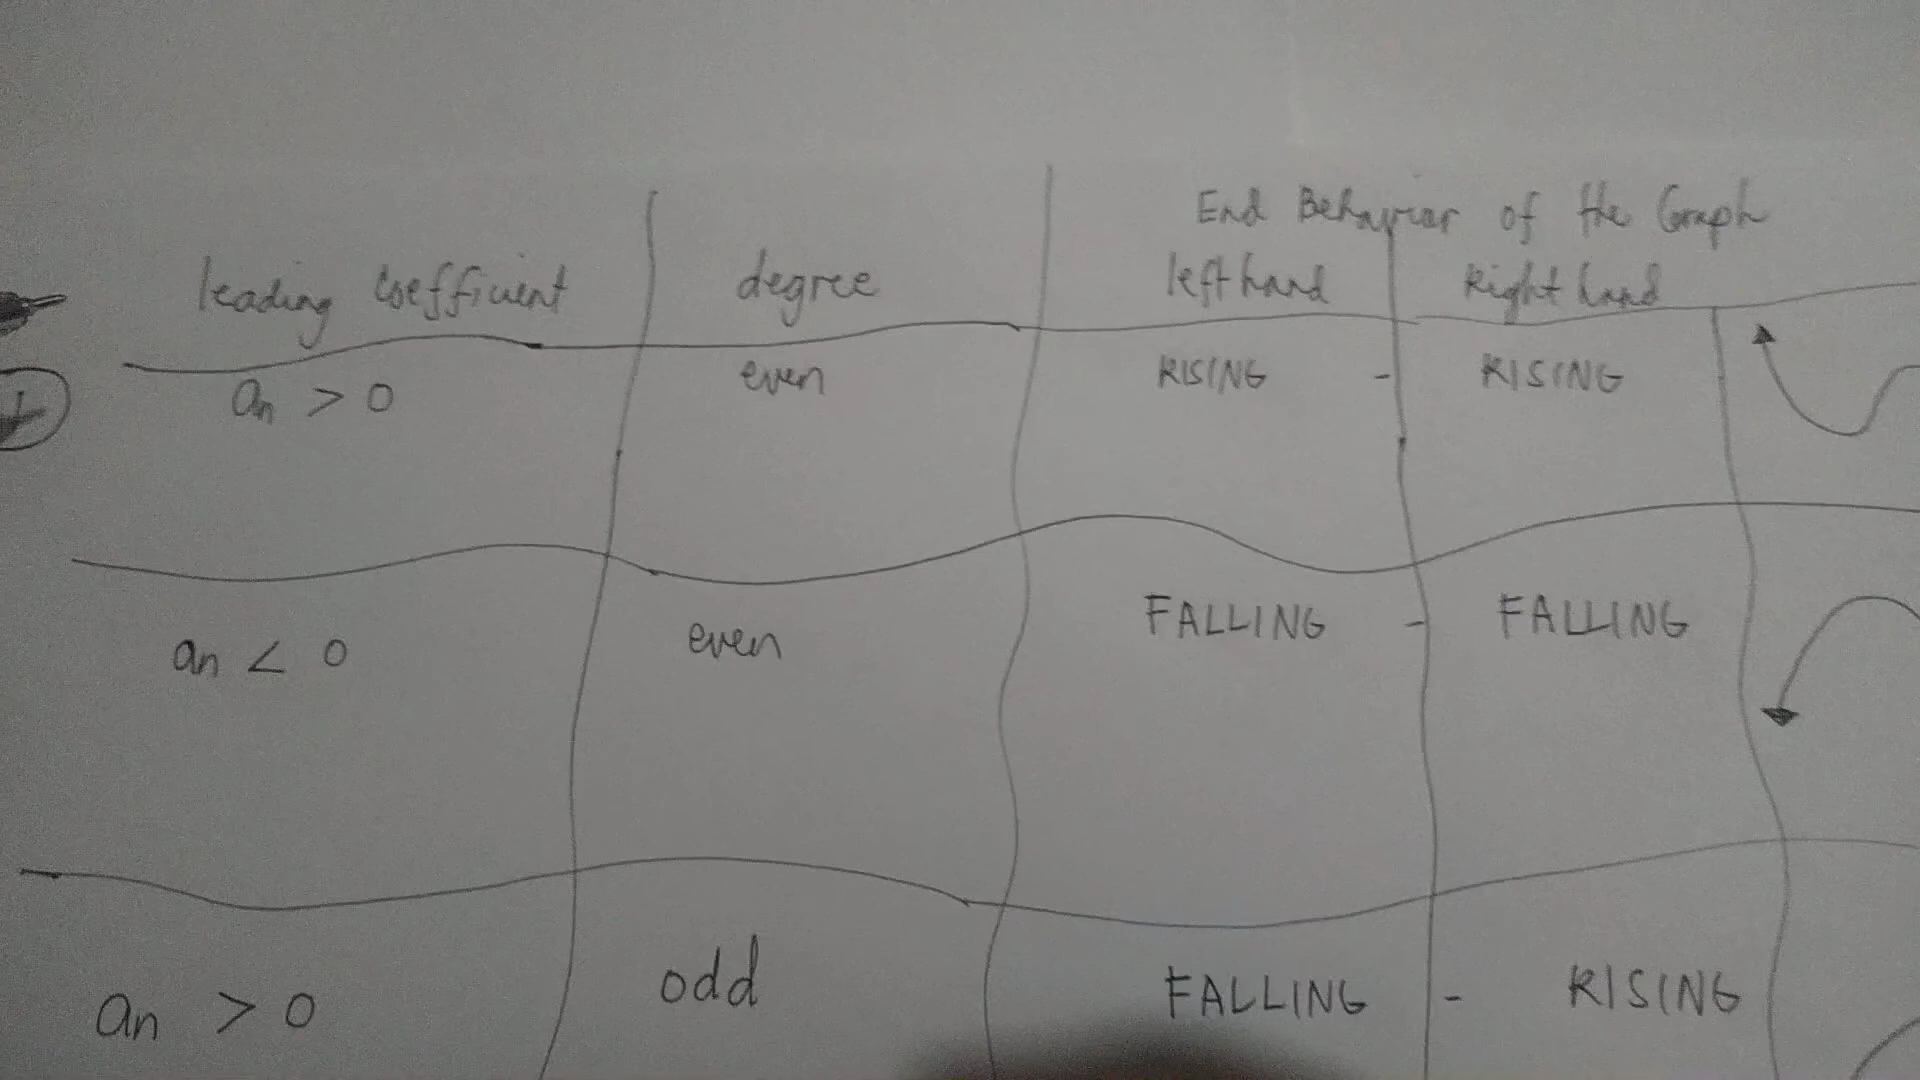 End Behavior of the Graph
leading coefficient degree left hand Right hand
an > 0 even RISING - RISING
an < 0 even FALLING - FALLING
an > 0 odd FALLING - RISING